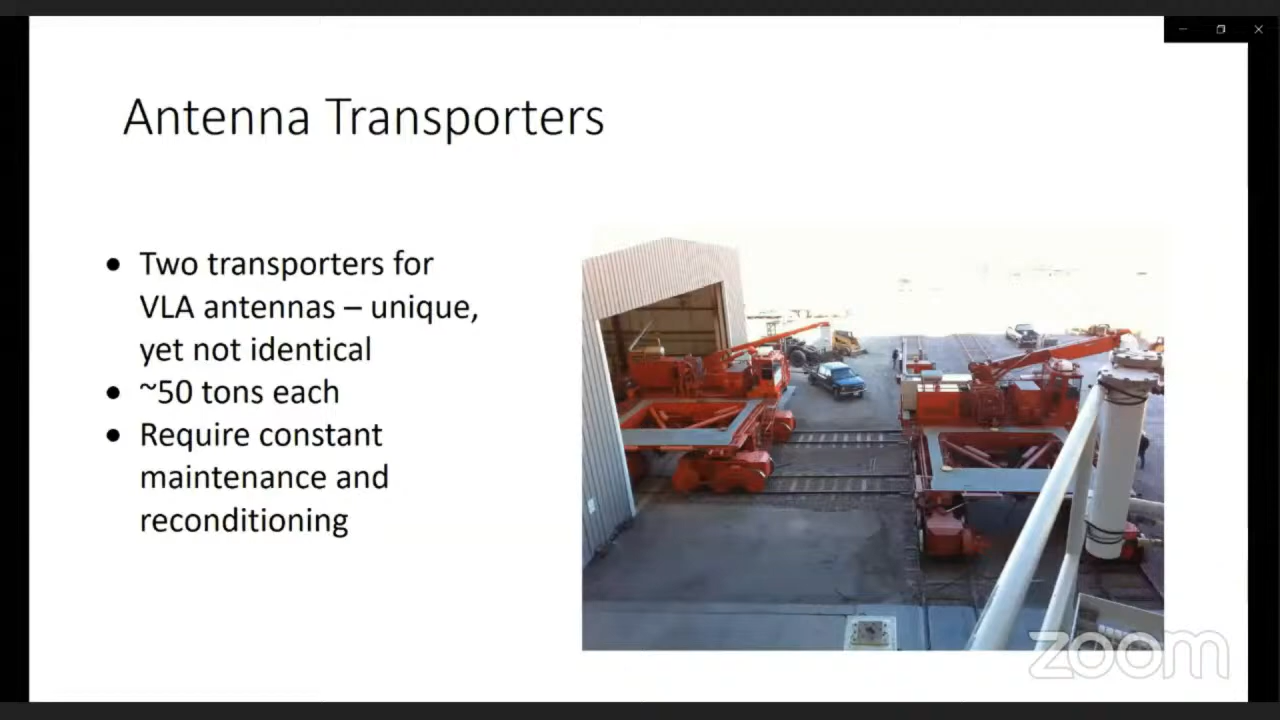 Antenna Transporters
• Two transporters for
VLA antennas – unique,
yet not identical
• ~50 tons each
• Require constant
maintenance and
reconditioning
zoom